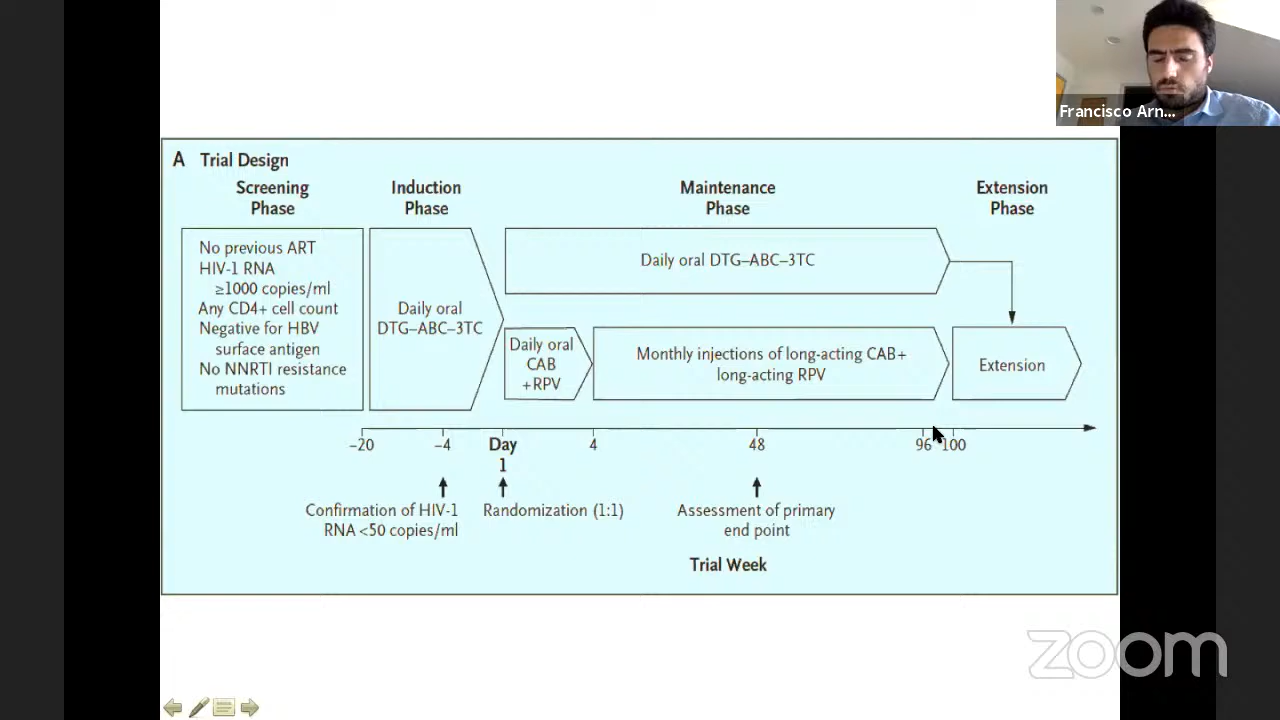 Francisco Arn...
A Trial Design
Screening
Phase
Induction
Phase
Maintenance
Phase
Extension
Phase
No previous ART
HIV-1 RNA
≥1000 copies/ml
Any CD4+ cell count
Negative for HBV
surface antigen
No NNRTI resistance
mutations
Daily oral
DTG–ABC–3TC
Daily oral DTG–ABC–3TC
Daily oral
CAB
+RPV
Monthly injections of long-acting CAB+
long-acting RPV
Extension
−20
−4
Day
1
4
48
96
100
Confirmation of HIV-1
RNA <50 copies/ml
Randomization (1:1)
Assessment of primary
end point
Trial Week
zoom